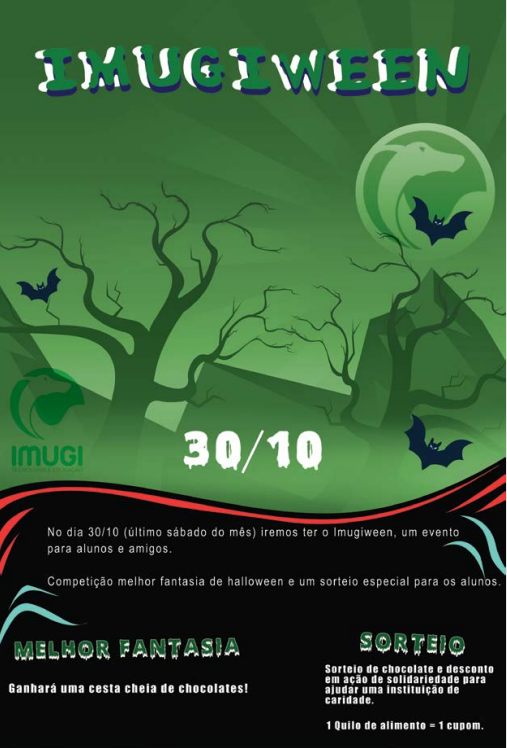 IMUGIWEEN
IMUGI
30/10
No dia 30/10 (último sábado do mês) iremos ter o Imugiween, um evento
para alunos e amigos.
Competição melhor fantasia de halloween e um sorteio especial para os alunos.
MELHOR FANTASIA
Ganhará uma cesta cheia de chocolates!
SORTEIO
Sorteio de chocolate e desconto
em ação de solidariedade para
ajudar uma instituição de
caridade.
1 Quilo de alimento = 1 cupom.